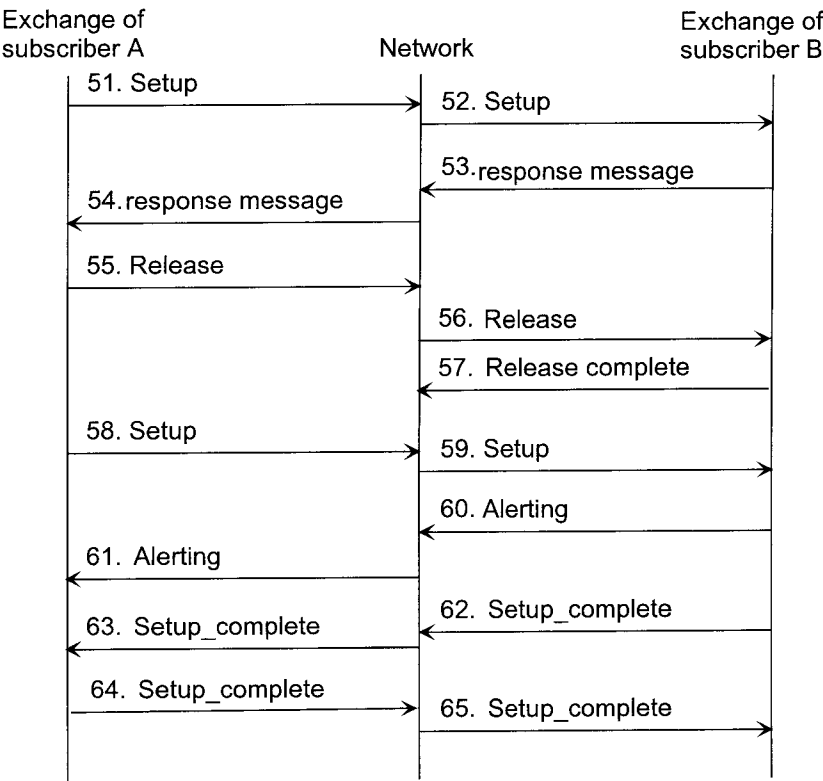 Exchange of
subscriber A
Network
Exchange of
subscriber B
51. Setup
52. Setup
53.response message
54.response message
55. Release
56. Release
57. Release complete
58. Setup
59. Setup
60. Alerting
61. Alerting
62. Setup_complete
63. Setup_complete
64. Setup_complete
65. Setup_complete